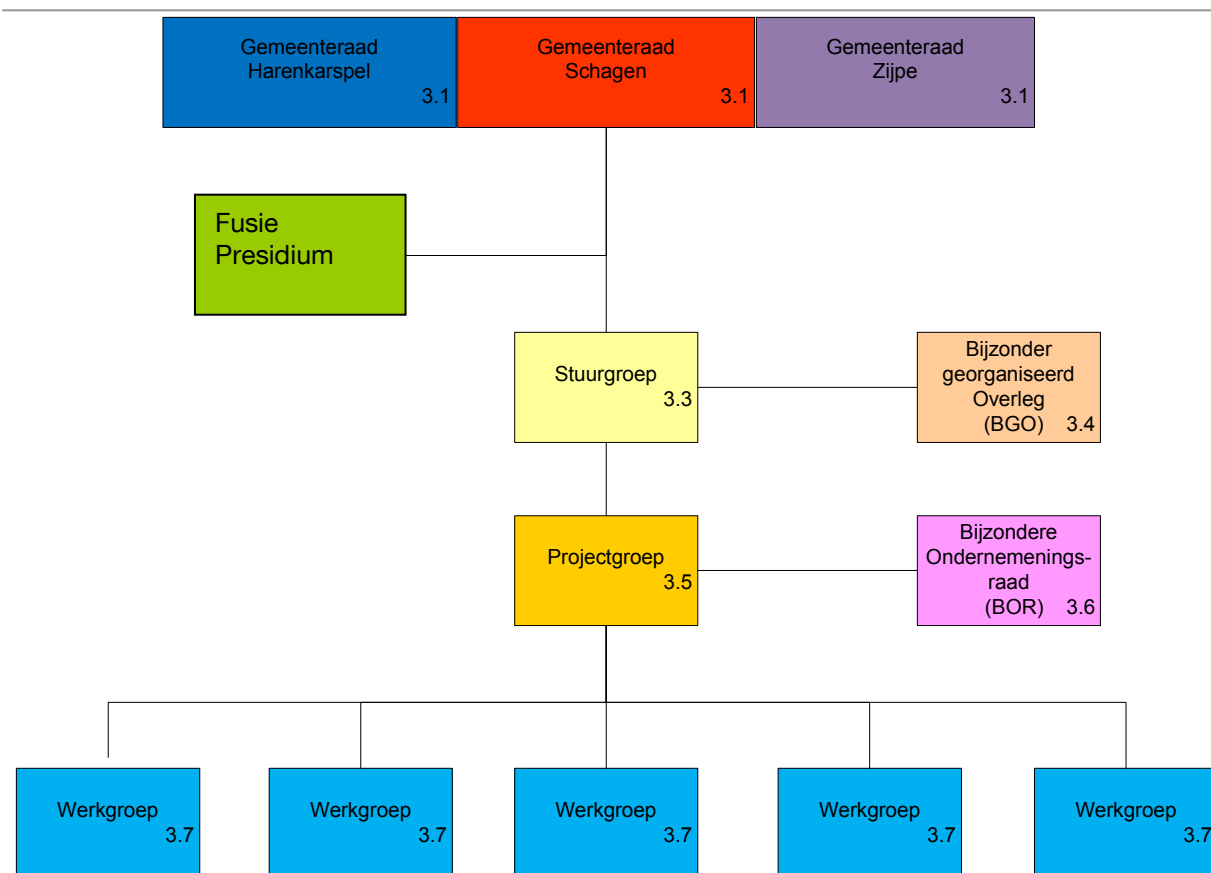 Gemeenteraad
Harenkarspel
3.1
Gemeenteraad
Schagen
3.1
Gemeenteraad
Zijpe
3.1
Fusie
Presidium
Stuurgroep
3.3
Bijzonder
georganiseerd
Overleg
(BGO) 3.4
Projectgroep
3.5
Bijzondere
Ondernemenings-
raad
(BOR) 3.6
Werkgroep
3.7
Werkgroep
3.7
Werkgroep
3.7
Werkgroep
3.7
Werkgroep
3.7